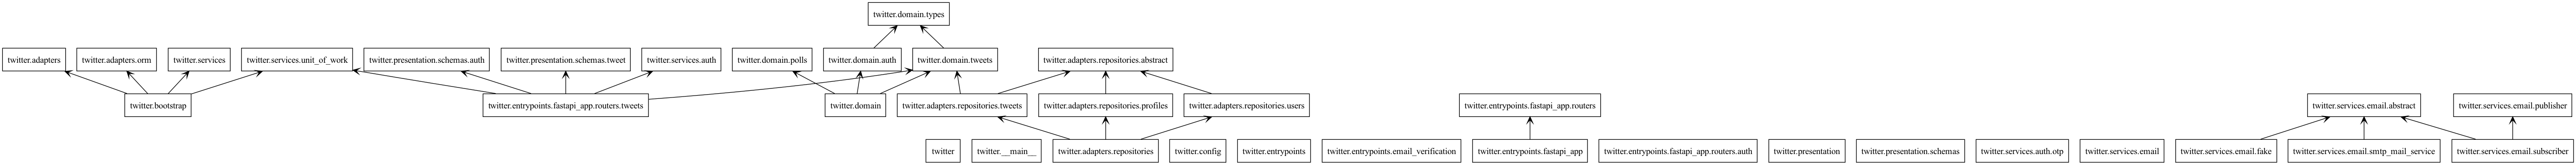 twitter.domain.types
twitter.adapters
twitter.adapters.orm
twitter.services
twitter.services.unit_of_work
twitter.presentation.schemas.auth
twitter.presentation.schemas.tweet
twitter.services.auth
twitter.domain.polls
twitter.domain.auth
twitter.domain.tweets
twitter.adapters.repositories.abstract
twitter.bootstrap
twitter.entrypoints.fastapi_app.routers.tweets
twitter.domain
twitter.adapters.repositories.tweets
twitter.adapters.repositories.profiles
twitter.adapters.repositories.users
twitter.entrypoints.fastapi_app.routers
twitter.services.email.abstract
twitter.services.email.publisher
twitter
twitter.__main__
twitter.adapters.repositories
twitter.config
twitter.entrypoints
twitter.entrypoints.email_verification
twitter.entrypoints.fastapi_app
twitter.entrypoints.fastapi_app.routers.auth
twitter.presentation
twitter.presentation.schemas
twitter.services.auth.otp
twitter.services.email
twitter.services.email.fake
twitter.services.email.smtp_mail_service
twitter.services.email.subscriber